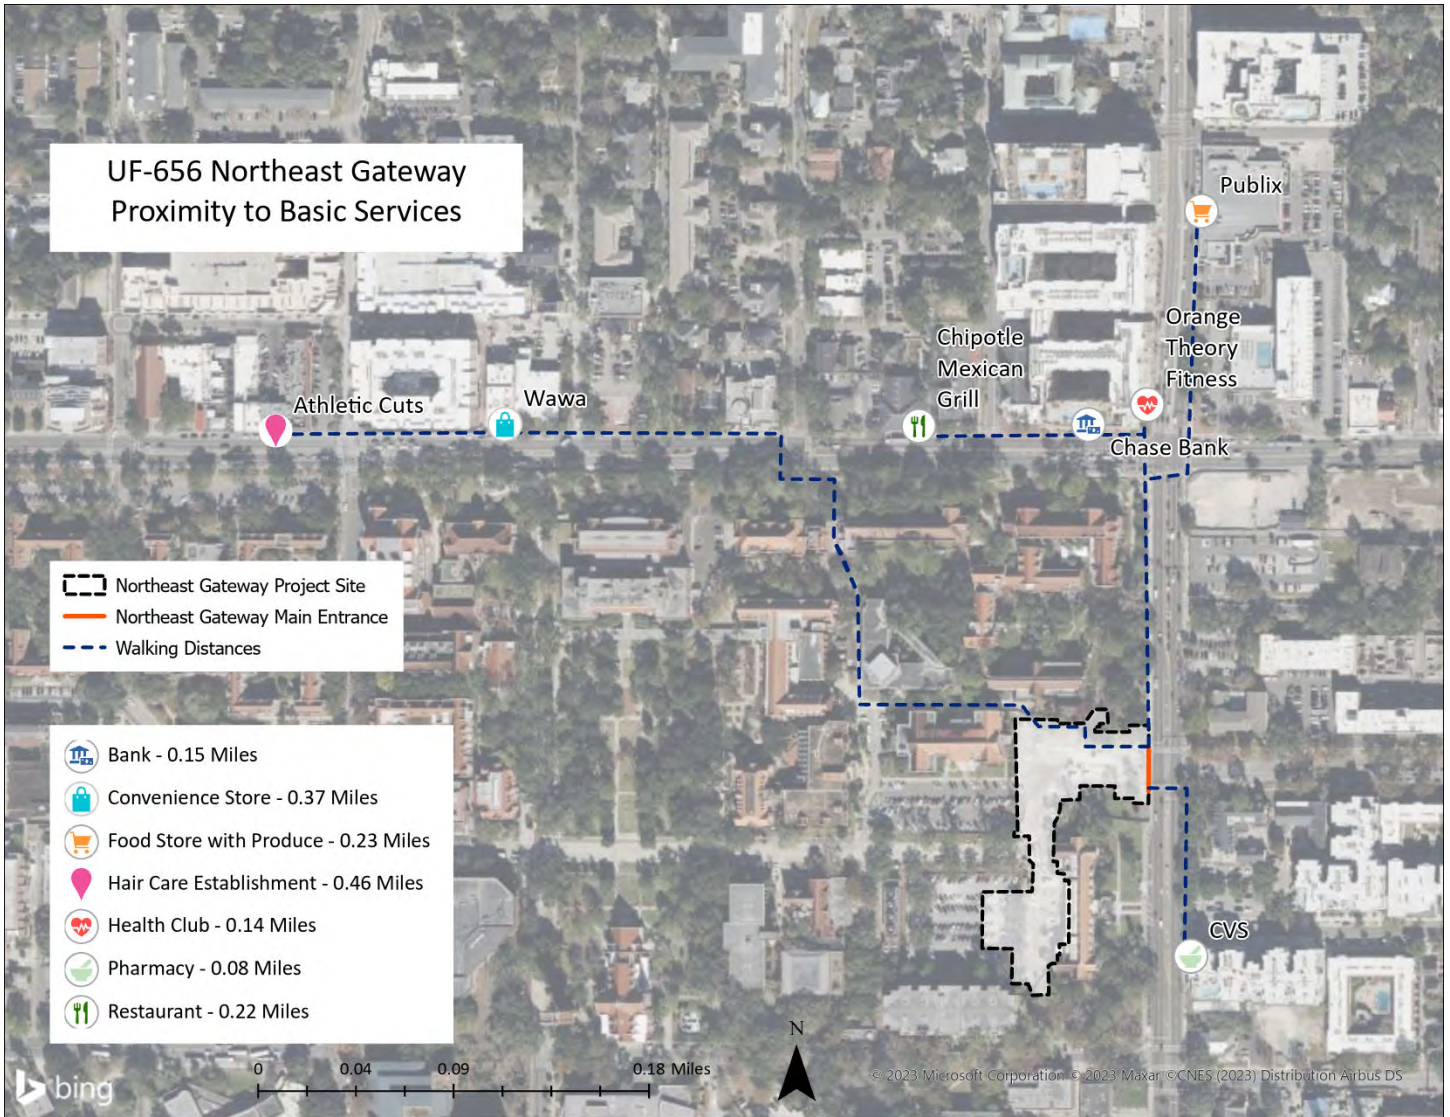 UF-656 Northeast Gateway
Proximity to Basic Services
Publix
Orange
Theory
Fitness
Chipotle
Mexican
Grill
Athletic Cuts
Wawa
Chase Bank
Northeast Gateway Project Site
Northeast Gateway Main Entrance
Walking Distances
Bank - 0.15 Miles
Convenience Store - 0.37 Miles
Food Store with Produce - 0.23 Miles
Hair Care Establishment - 0.46 Miles
Health Club - 0.14 Miles
Pharmacy - 0.08 Miles
Restaurant - 0.22 Miles
CVS
N
0 0.04 0.09 0.18 Miles
bing
© 2023 Microsoft Corporation © 2023 Maxar ©CNES (2023) Distribution Airbus DS